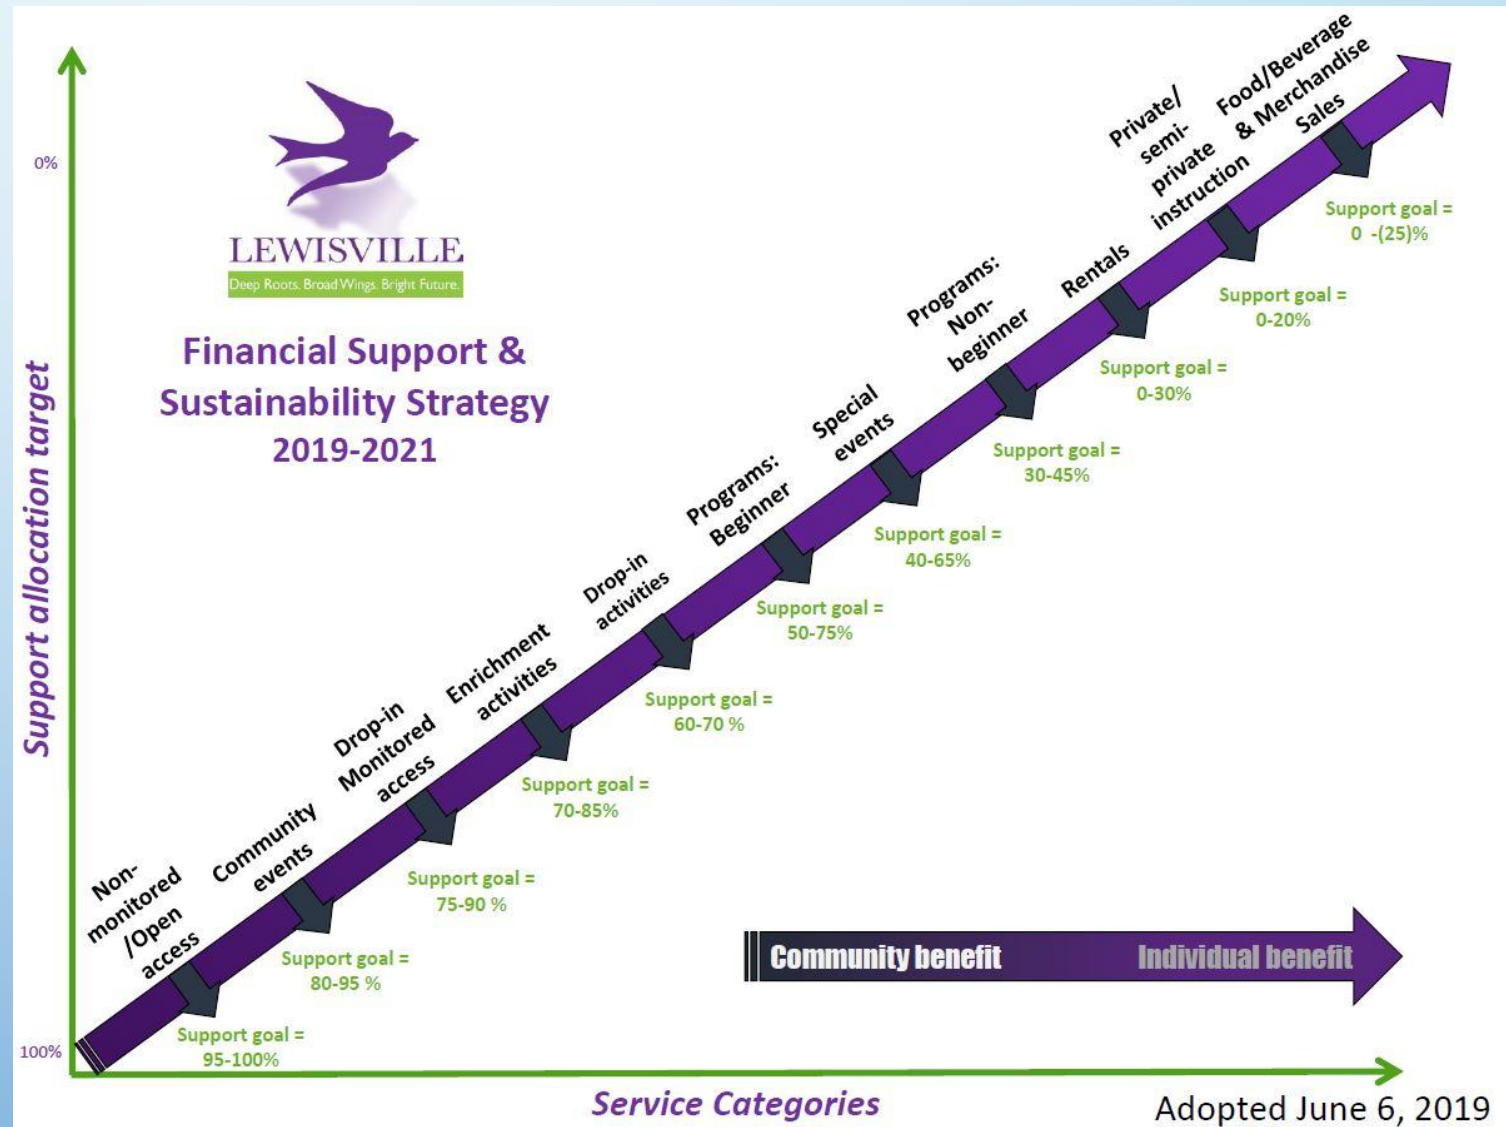 LEWISVILLE
Deep Roots. Broad Wings. Bright Future.
Financial Support &
Sustainability Strategy
2019-2021
Support allocation target
0%
100%
Non-
monitored
/Open
access
Support goal =
95-100%
Community
events
Support goal =
80-95 %
Drop-in
Monitored
access
Support goal =
75-90 %
Enrichment
activities
Support goal =
70-85%
Drop-in
activities
Support goal =
60-70 %
Programs:
Beginner
Support goal =
50-75%
Special
events
Support goal =
40-65%
Programs:
Non-
beginner
Support goal =
30-45%
Rentals
Support goal =
0-30%
Private/
semi-
private
instruction
Support goal =
0-20%
Food/Beverage
& Merchandise
Sales
Support goal =
0 -(25)%
Community benefit
Individual benefit
Service Categories
Adopted June 6, 2019